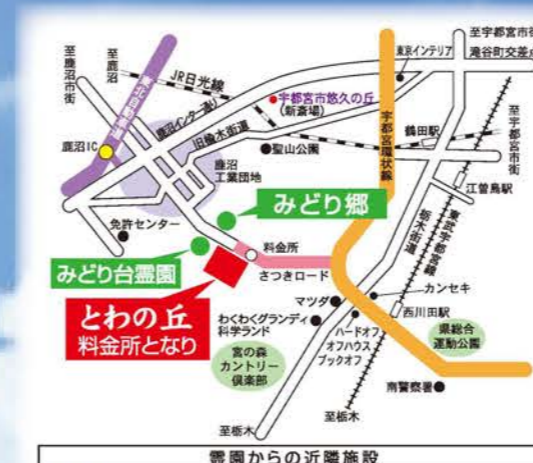 至宇都宮市街
滝谷町交差点
東京インテリア
至鹿沼市街
至鹿沼
JR日光線
東北自動車道
鹿沼インター通り
宇都宮市悠久の丘
(新斎場)
旧楡木街道
宇都宮環状線
鶴田駅
至宇都宮市街
鹿沼IC
聖山公園
鹿沼
工業団地
江曽島駅
みどり郷
免許センター
料金所
栃木街道
東武宇都宮線
みどり台霊園
さつきロード
とわの丘
料金所となり
マツダ
カンセキ
わくわくグランディ
科学ランド
西川田駅
ハードオフ
オフハウス
ブックオフ
県総合
運動公園
宮の森
カントリー
倶楽部
南警察署
至栃木
至栃木
霊園からの近隣施設